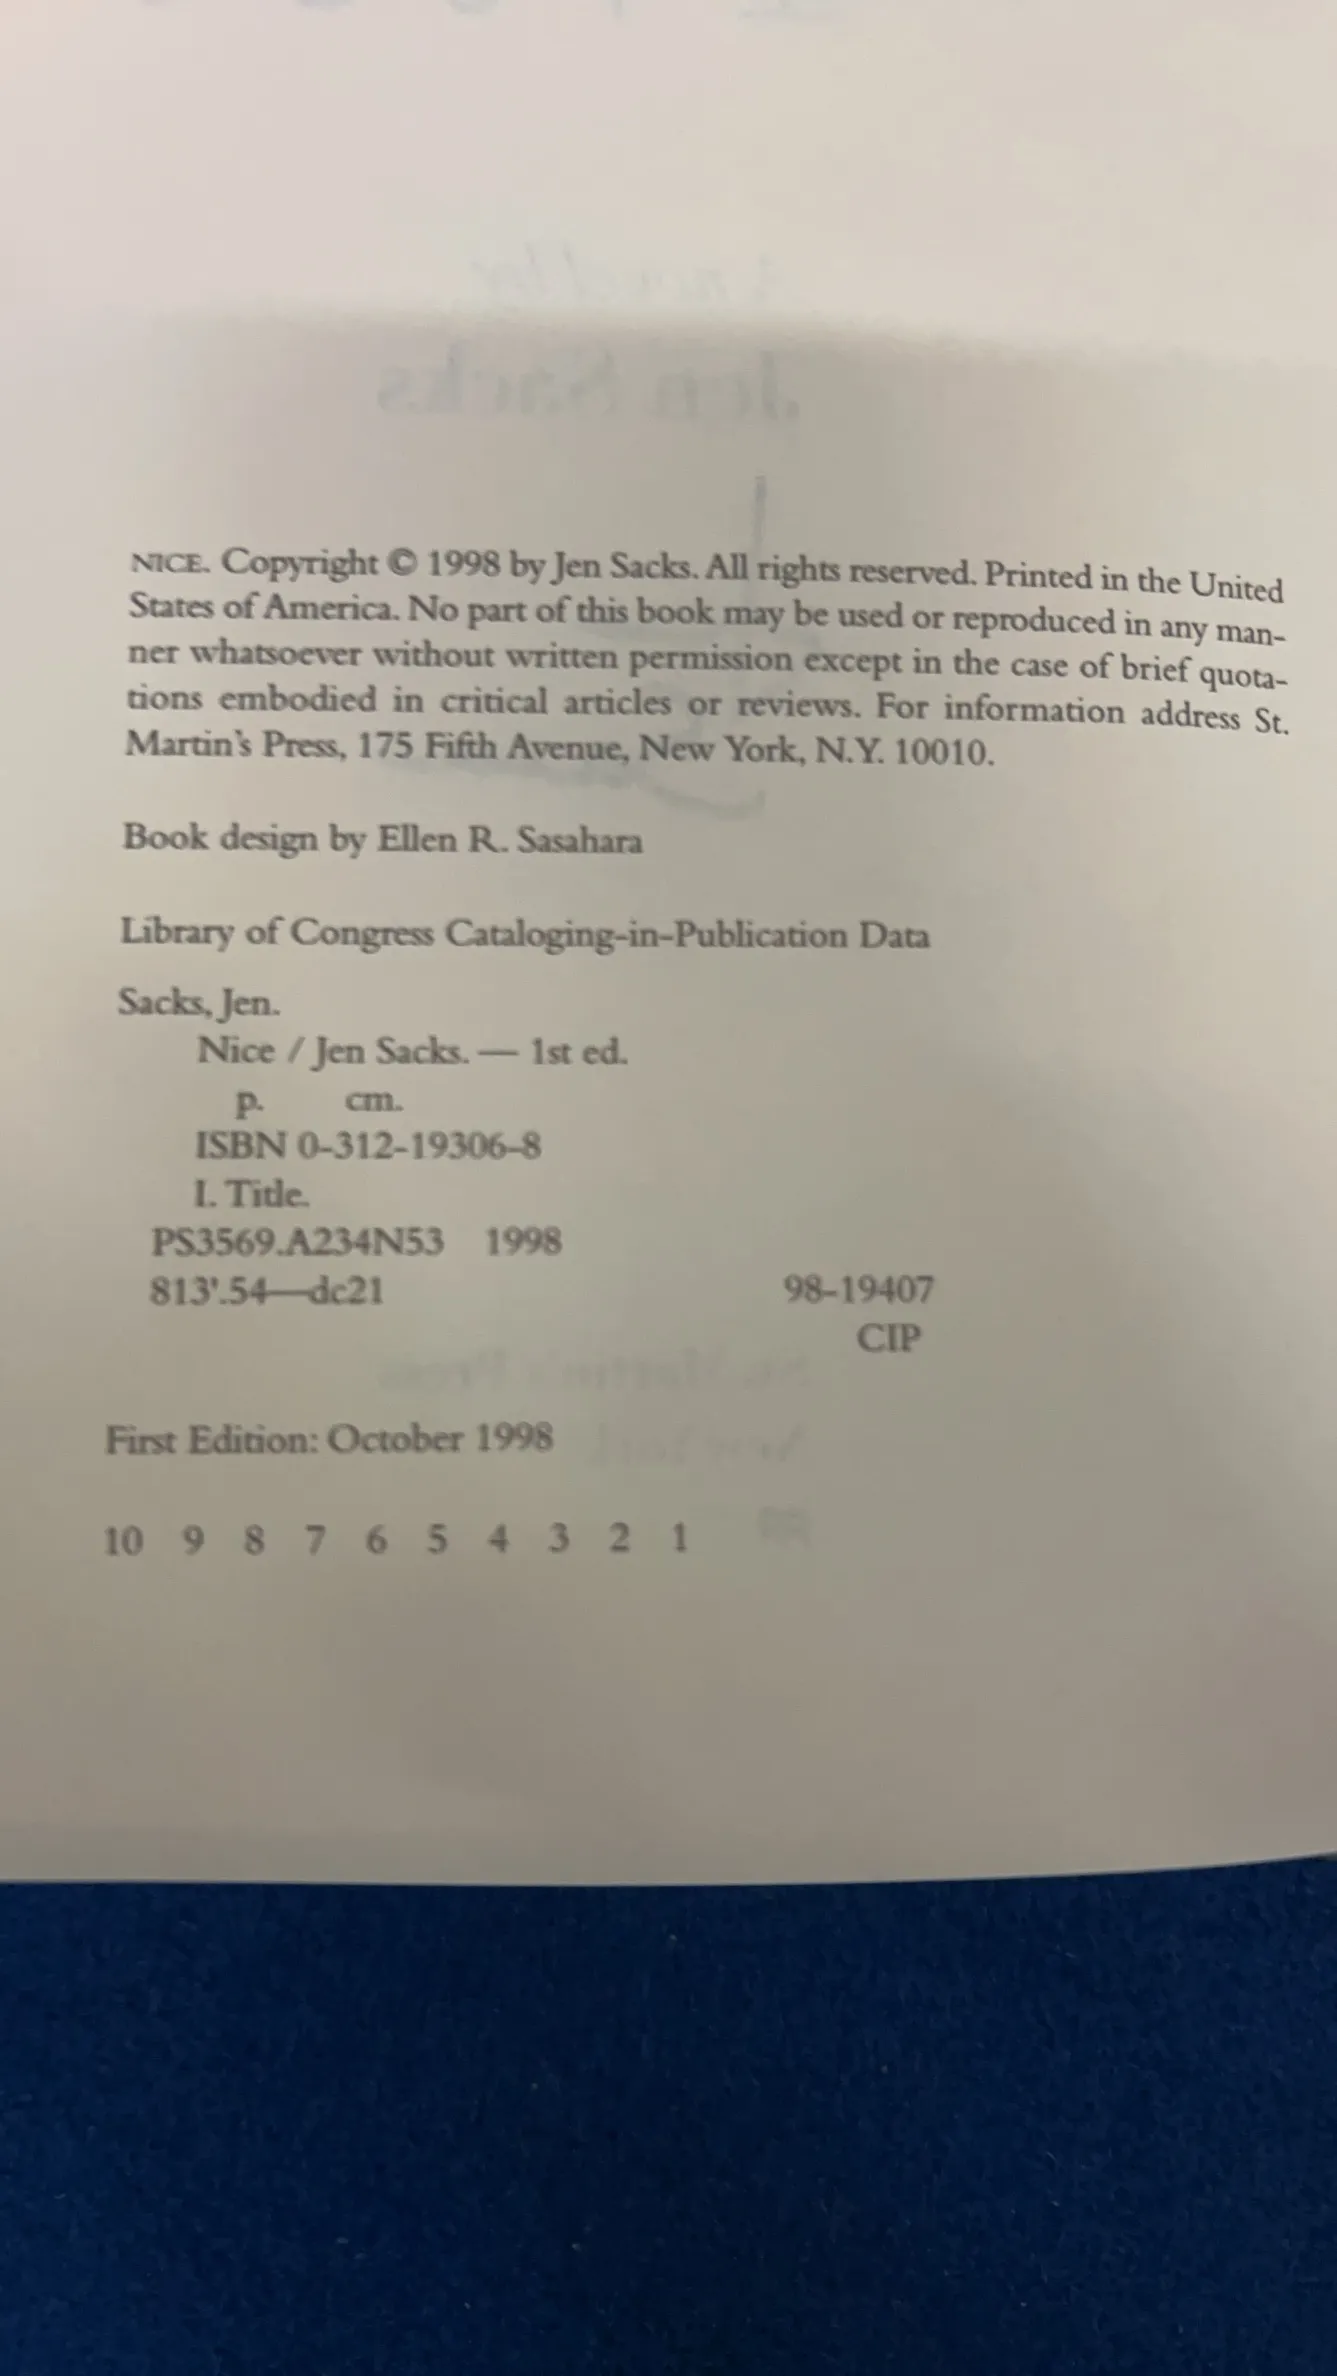 NICE. Copyright © 1998 by Jen Sacks. All rights reserved. Printed in the United
States of America. No part of this book may be used or reproduced in any man-
ner whatsoever without written permission except in the case of brief quota-
tions embodied in critical articles or reviews. For information address St.
Martin's Press, 175 Fifth Avenue, New York, N.Y. 10010.
Book design by Ellen R. Sasahara
Library of Congress Cataloging-in-Publication Data
Sacks, Jen.
Nice / Jen Sacks. — 1st ed.
p. cm.
ISBN 0-312-19306-8
I. Title.
PS3569.A234N53 1998
813'.54—dc21 98-19407
CIP
First Edition: October 1998
10 9 8 7 6 5 4 3 2 1